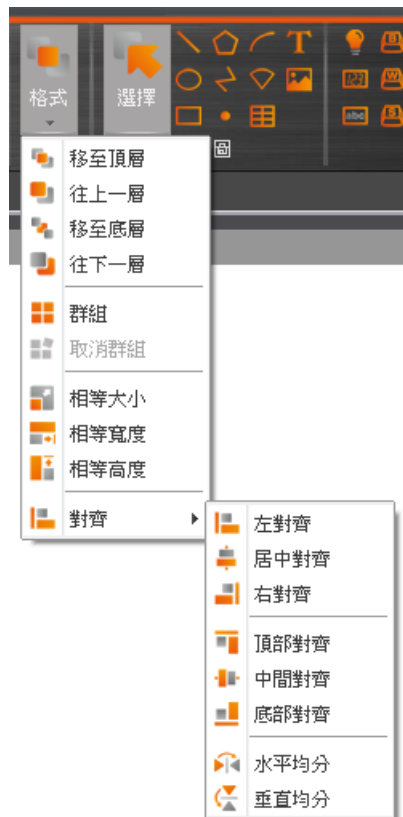 格式
選擇
T
123
abc
移至頂層
往上一層
移至底層
往下一層
群組
取消群組
相等大小
相等寬度
相等高度
對齊
左對齊
居中對齊
右對齊
頂部對齊
中間對齊
底部對齊
水平均分
垂直均分